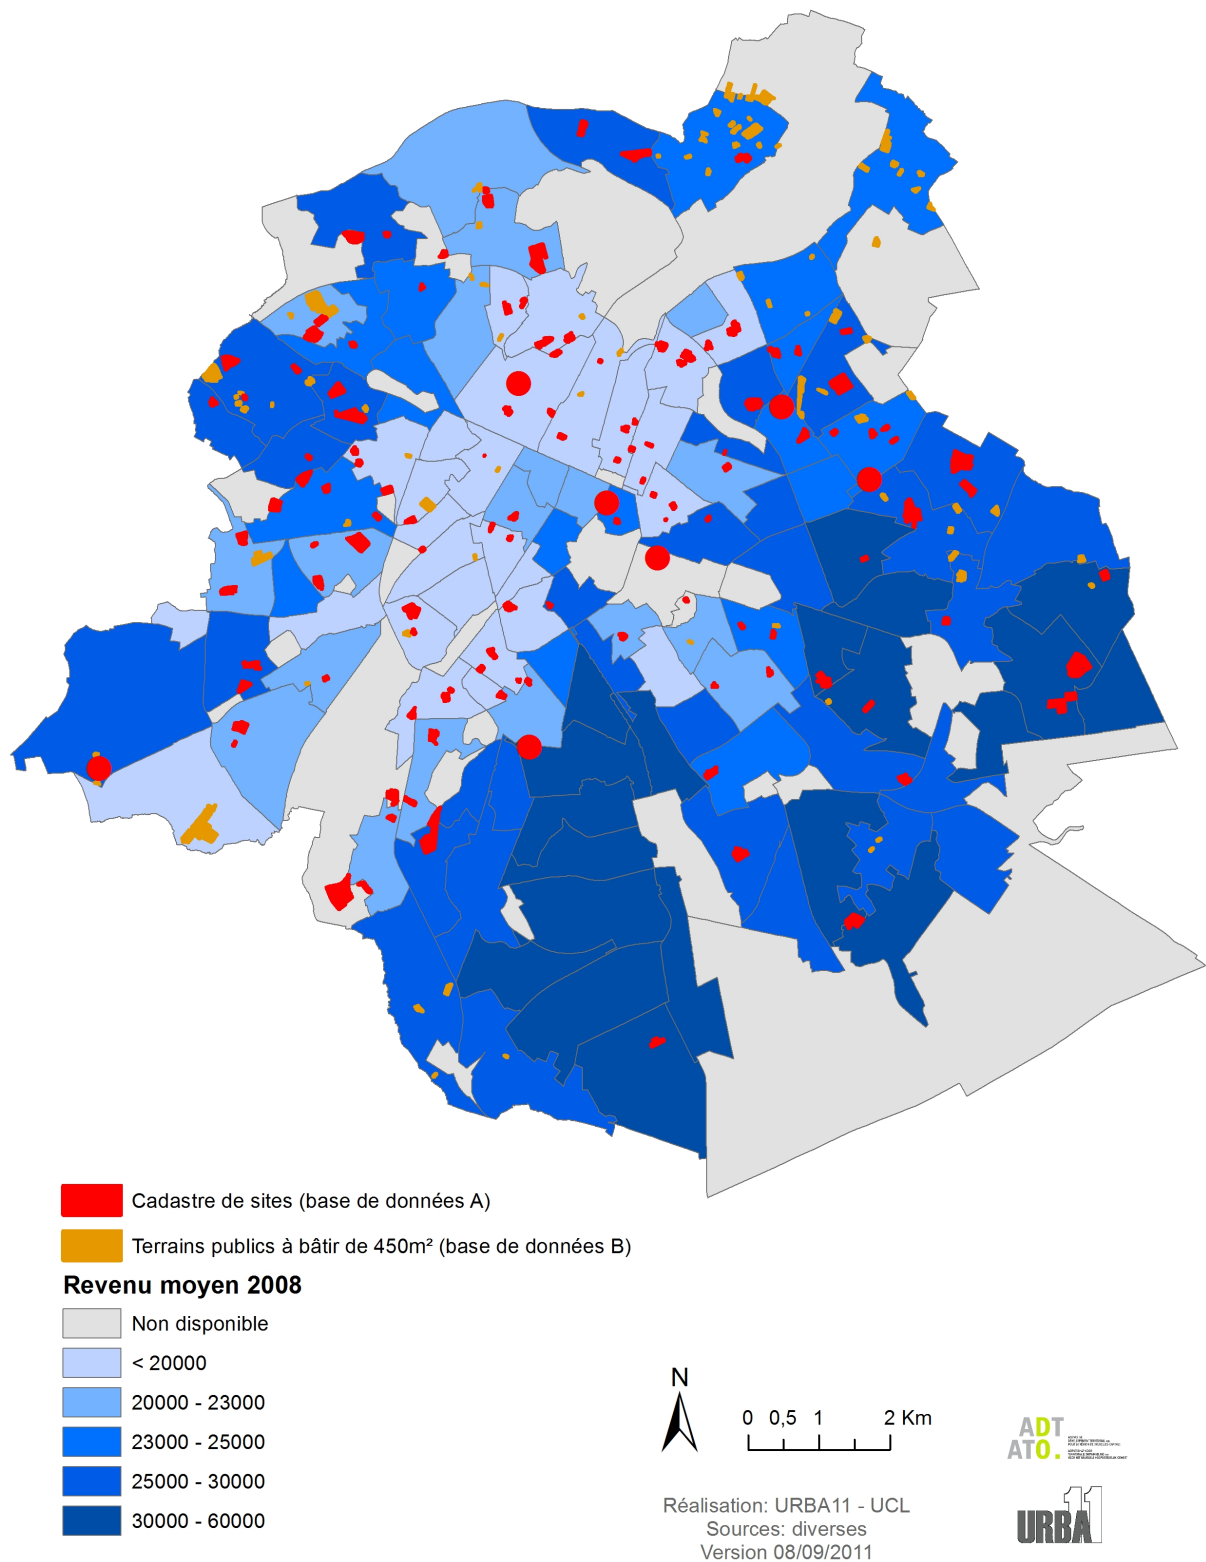 Cadastre de sites (base de données A)
Terrains publics à bâtir de 450m² (base de données B)
Revenu moyen 2008
Non disponible
< 20000
20000 - 23000
23000 - 25000
25000 - 30000
30000 - 60000
N
0 0,5 1 2 Km
Réalisation: URBA11 - UCL
Sources: diverses
Version 08/09/2011
ADT
ATO.
URBA11